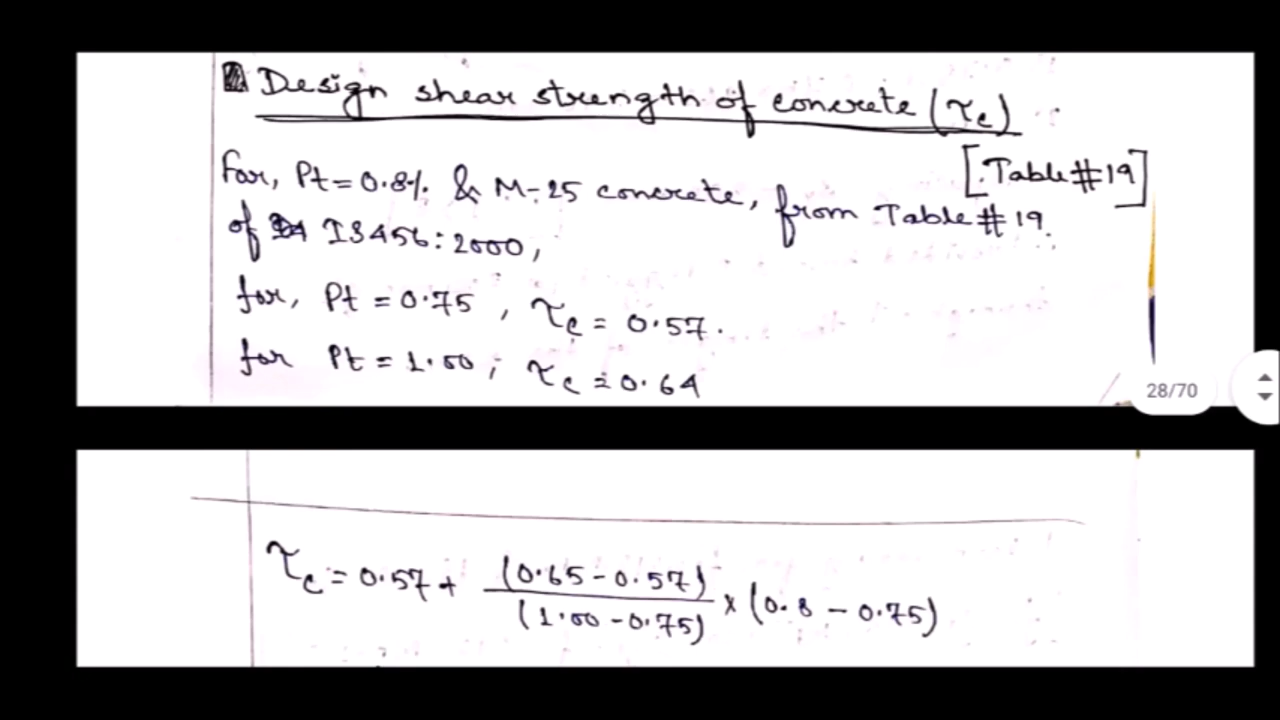 Design shear strength of concrete (τc)
[Table#19]
For, Pt = 0.8% & M-25 concrete, from Table # 19.
of IS456:2000,
for, Pt = 0.75, τc = 0.57.
for Pt = 1.00; τc = 0.64
28/70
τc = 0.57 + (0.65 - 0.57) / (1.00 - 0.75) x (0.8 - 0.75)